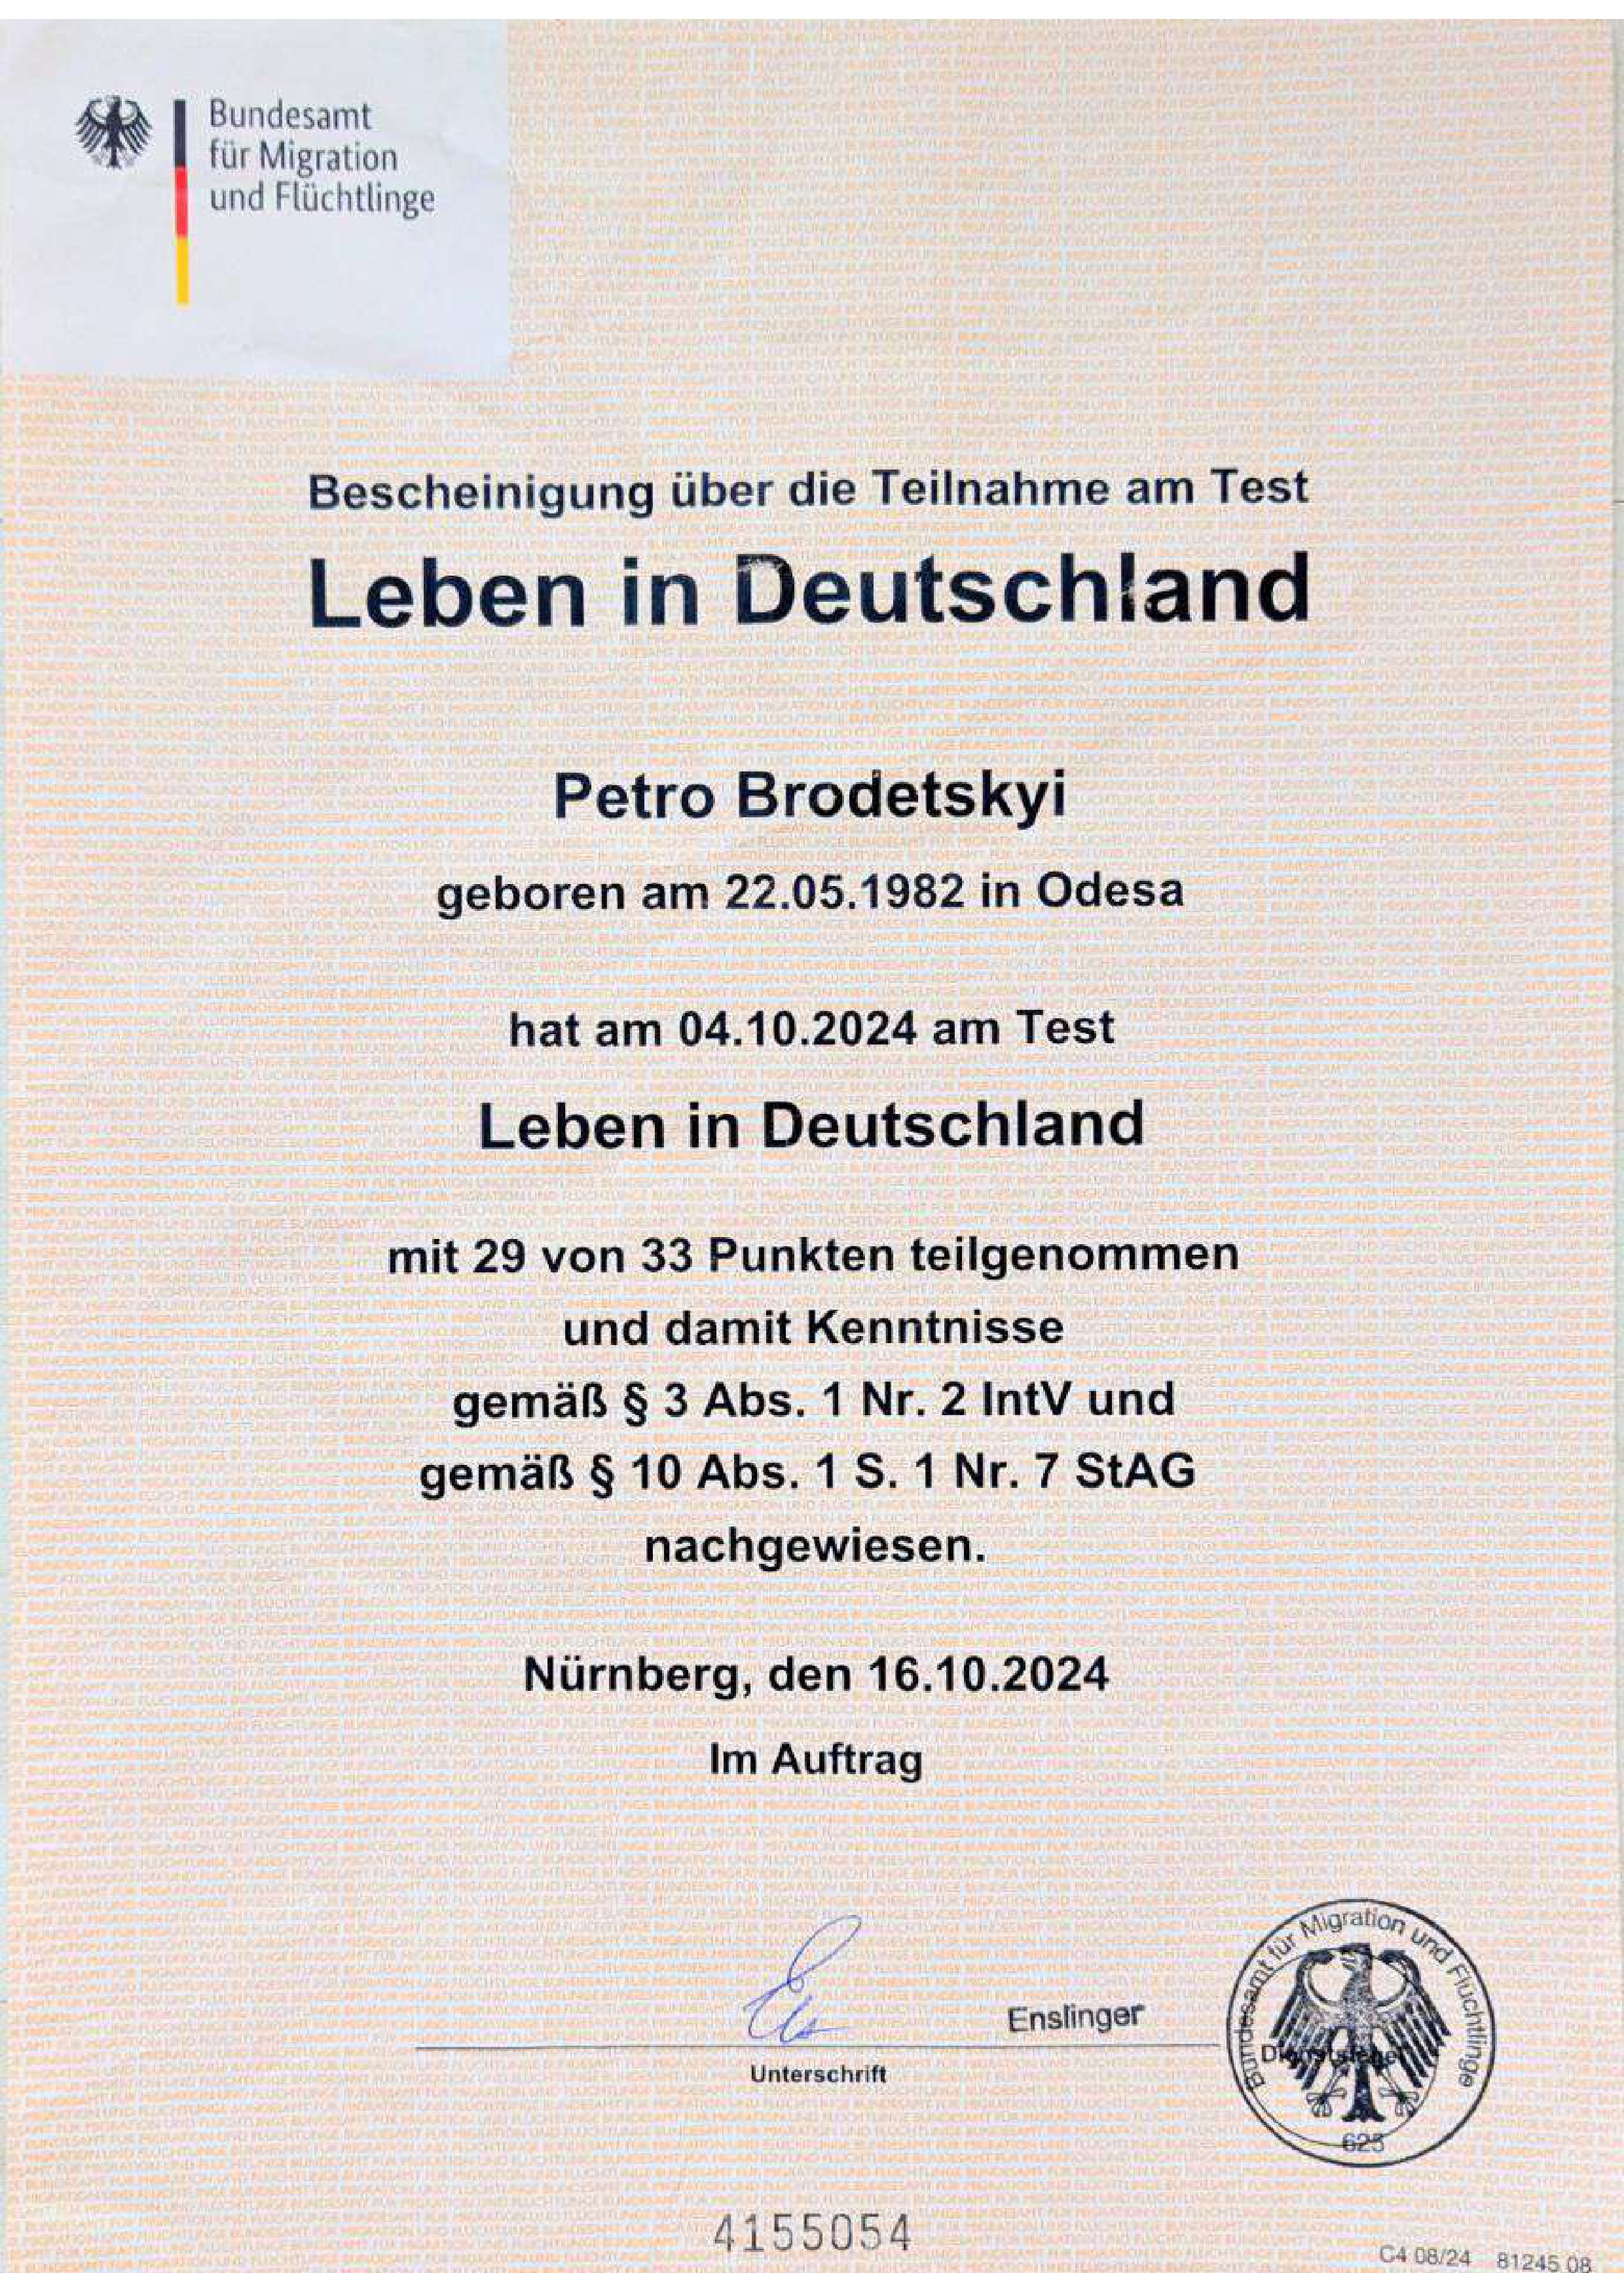 Bundesamt
für Migration
und Flüchtlinge
Bescheinigung über die Teilnahme am Test
Leben in Deutschland
Petro Brodetskyi
geboren am 22.05.1982 in Odesa
hat am 04.10.2024 am Test
Leben in Deutschland
mit 29 von 33 Punkten teilgenommen
und damit Kenntnisse
gemäß § 3 Abs. 1 Nr. 2 IntV und
gemäß § 10 Abs. 1 S. 1 Nr. 7 StAG
nachgewiesen.
Nürnberg, den 16.10.2024
Im Auftrag
Enslinger
Unterschrift
Bundesamt für Migration und Flüchtlinge
Dienstsiegel
625
4155054
C4 08/24 81245 08